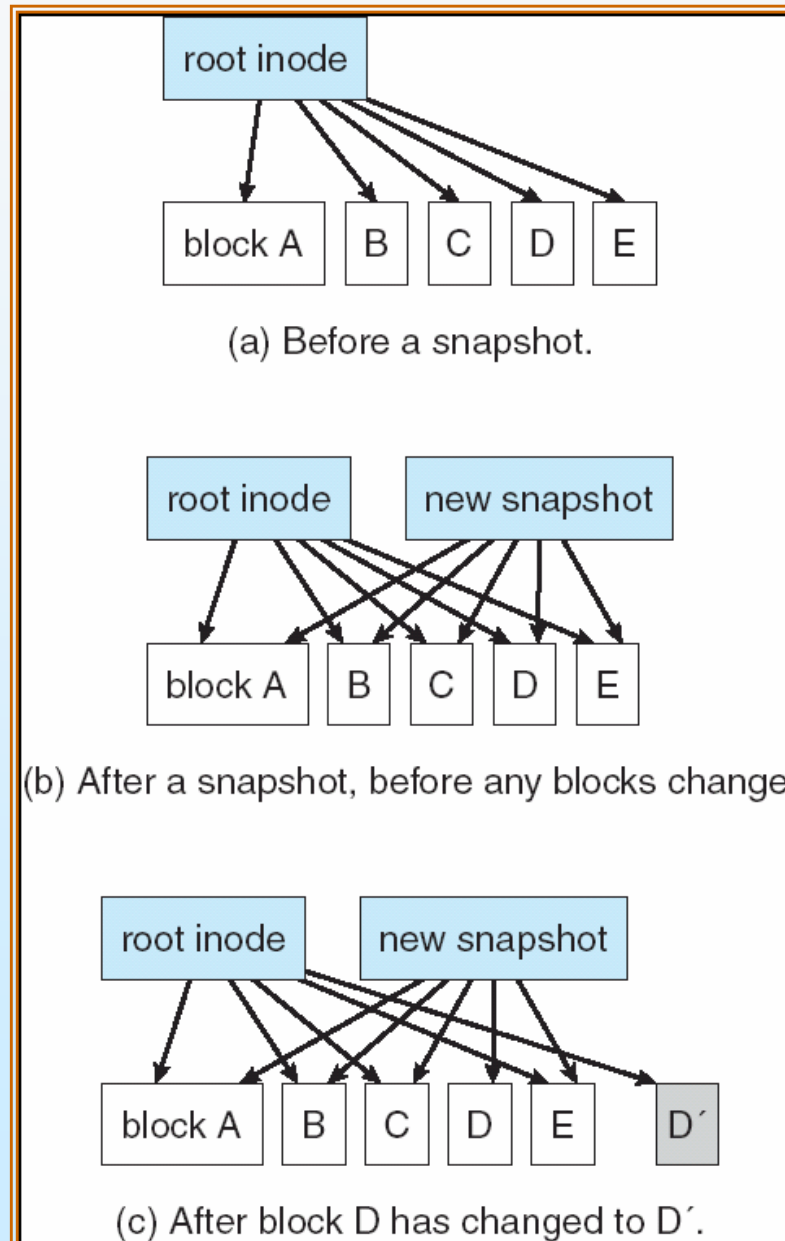 root inode
block A B C D E
(a) Before a snapshot.
root inode new snapshot
block A B C D E
(b) After a snapshot, before any blocks change
root inode new snapshot
block A B C D E D´
(c) After block D has changed to D´.